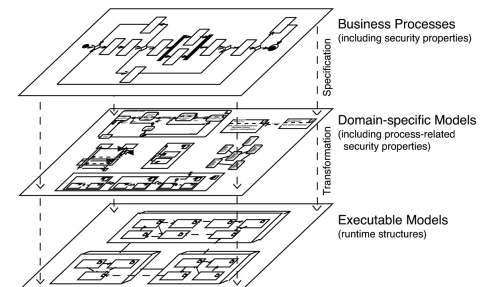 Business Processes
(including security properties)
Specification
Domain-specific Models
(including process-related
security properties)
Transformation
Executable Models
(runtime structures)